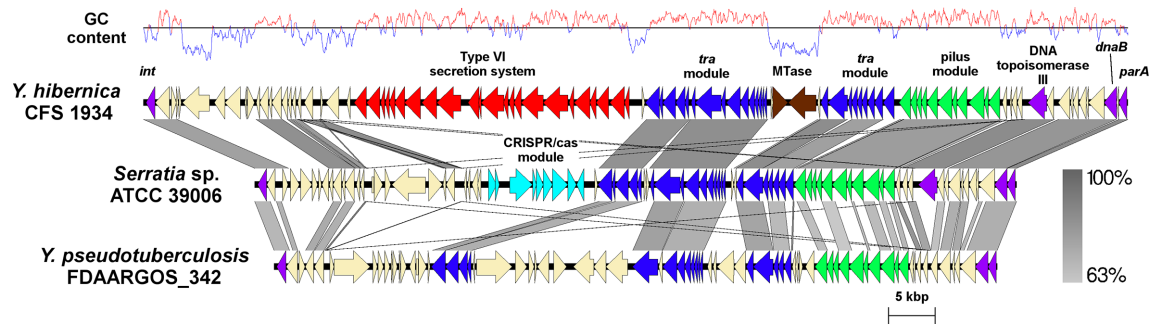 GC
content
int
Type VI
secretion system
tra
module
MTase
tra
module
pilus
module
DNA
topoisomerase
III
dnaB
parA
Y. hibernica
CFS 1934
CRISPR/cas
module
Serratia sp.
ATCC 39006
100%
63%
Y. pseudotuberculosis
FDAARGOS_342
5 kbp